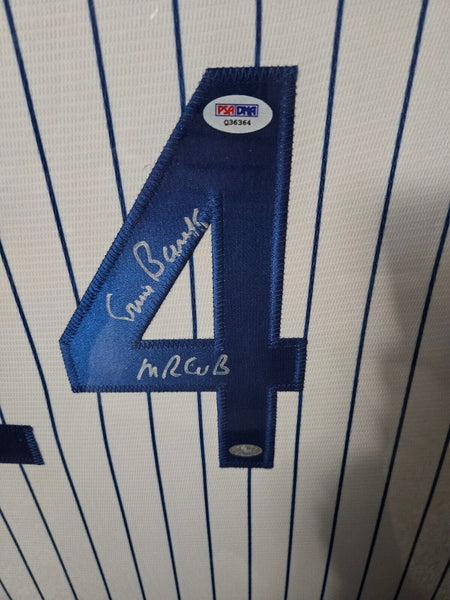 4
PSA DNA
Q36364
Ernie Banks
MR CUB